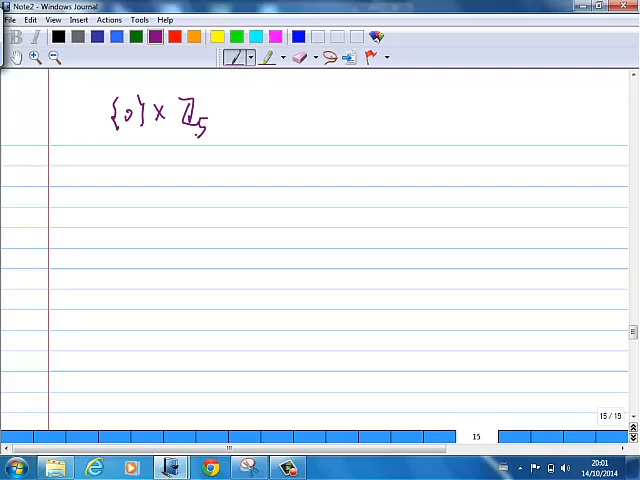 Note2 - Windows Journal
File Edit View Insert Actions Tools Help
B I
{0} × ℤ₅
15 / 19
15
20:01
14/10/2014